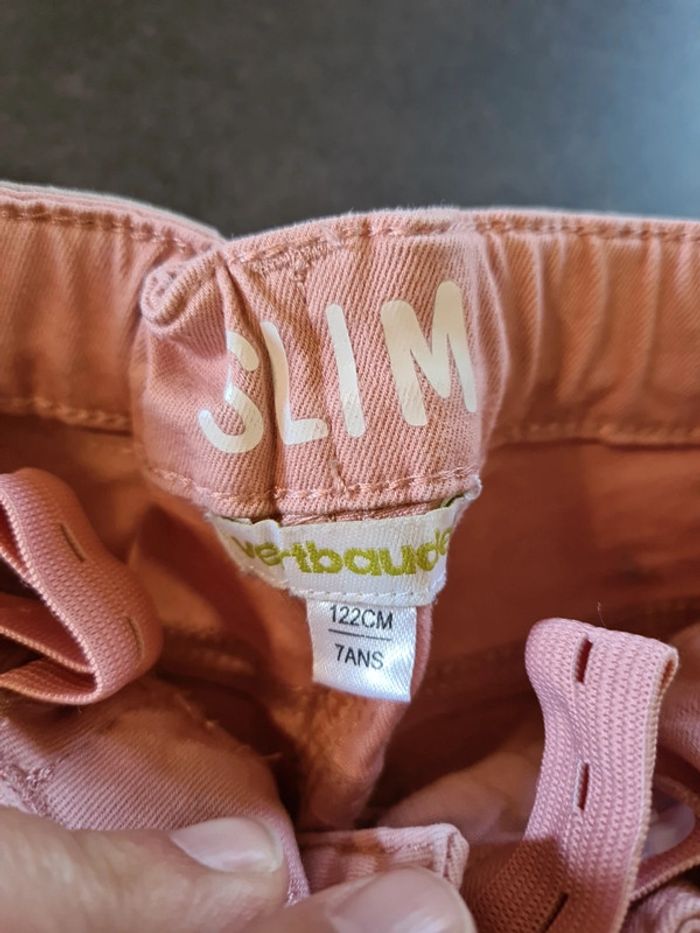 SLIM
vertbaudet
122CM
7ANS